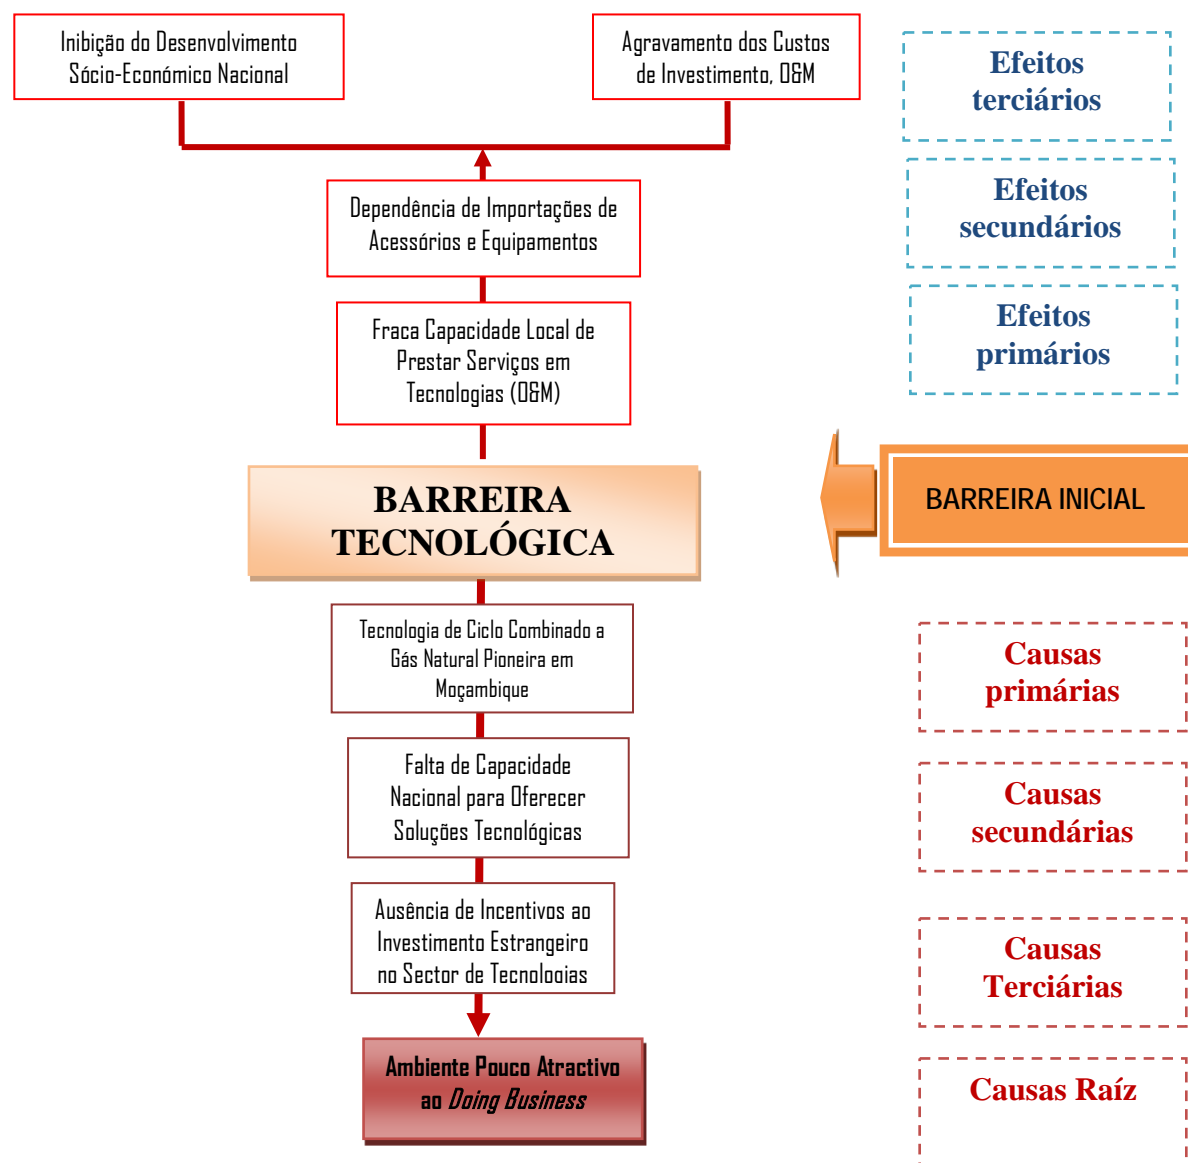 Inibição do Desenvolvimento
Sócio-Económico Nacional
Agravamento dos Custos
de Investimento, O&M
Efeitos
terciários
Dependência de Importações de
Acessórios e Equipamentos
Efeitos
secundários
Fraca Capacidade Local de
Prestar Serviços em
Tecnologias (O&M)
Efeitos
primários
BARREIRA
TECNOLÓGICA
BARREIRA INICIAL
Tecnologia de Ciclo Combinado a
Gás Natural Pioneira em
Moçambique
Causas
primárias
Falta de Capacidade
Nacional para Oferecer
Soluções Tecnológicas
Causas
secundárias
Ausência de Incentivos ao
Investimento Estrangeiro
no Sector de Tecnologias
Causas
Terciárias
Ambiente Pouco Atractivo
ao Doing Business
Causas Raíz